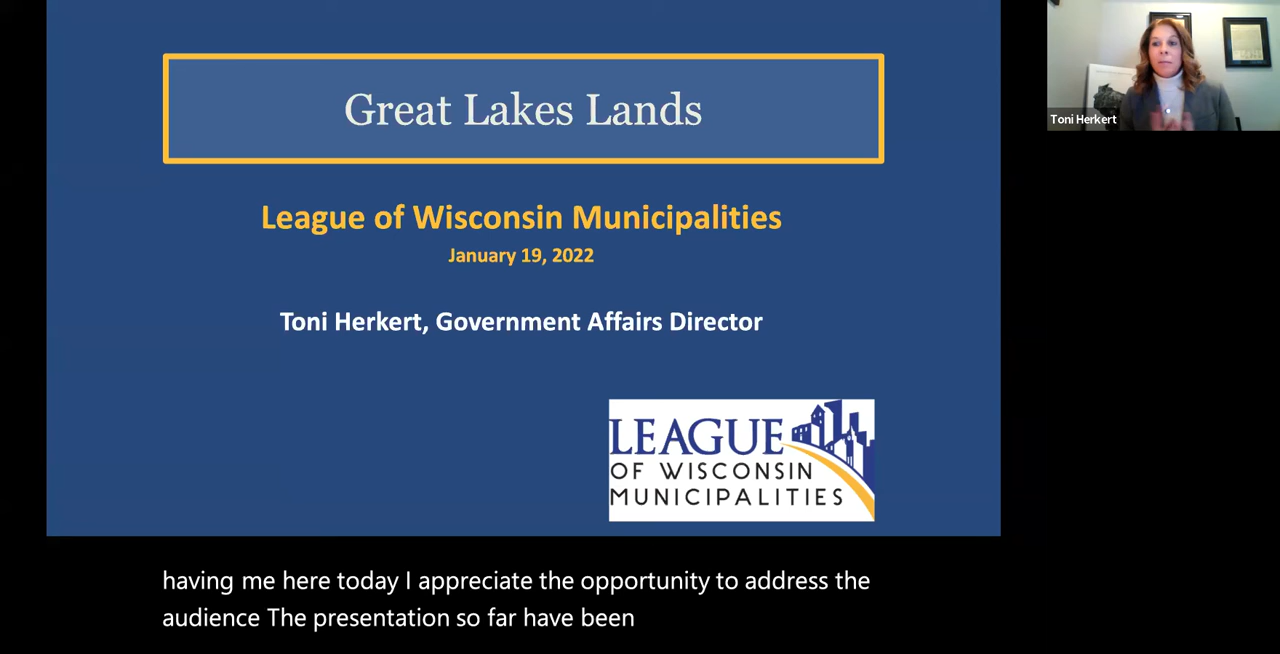 Great Lakes Lands
League of Wisconsin Municipalities
January 19, 2022
Toni Herkert, Government Affairs Director
LEAGUE
OF WISCONSIN
MUNICIPALITIES
Toni Herkert
having me here today I appreciate the opportunity to address the
audience The presentation so far have been